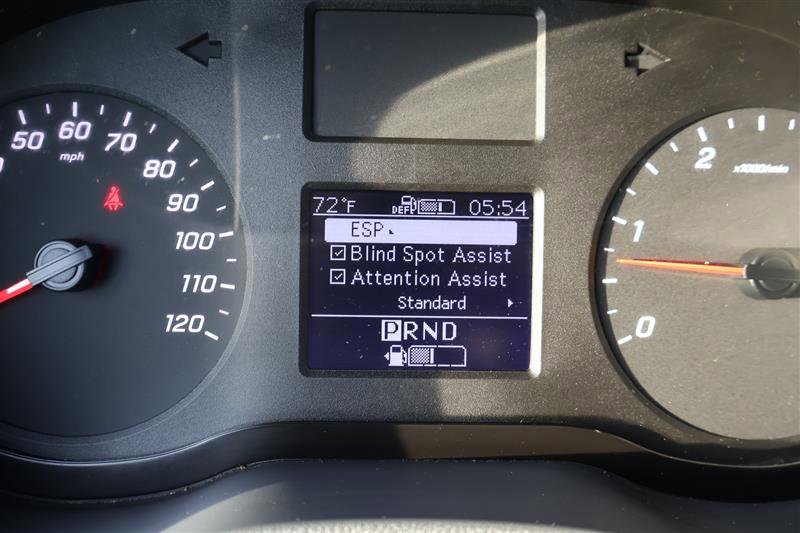 50 60 70 80 90 100 110 120
mph
72°F DEF 05:54
ESP
Blind Spot Assist
Attention Assist
Standard
PRND
2 1 0
x1000/min